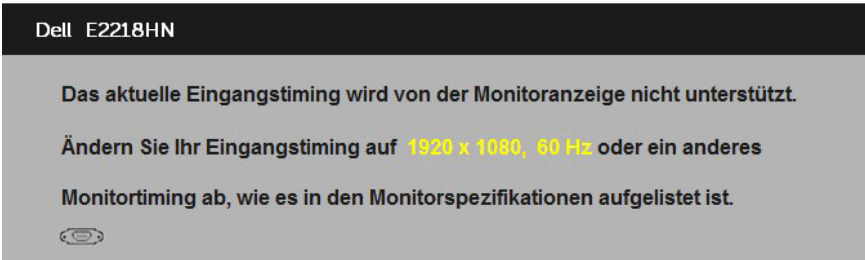 Dell E2218HN
Das aktuelle Eingangstiming wird von der Monitoranzeige nicht unterstützt.
Ändern Sie Ihr Eingangstiming auf 1920 x 1080, 60 Hz oder ein anderes
Monitortiming ab, wie es in den Monitorspezifikationen aufgelistet ist.